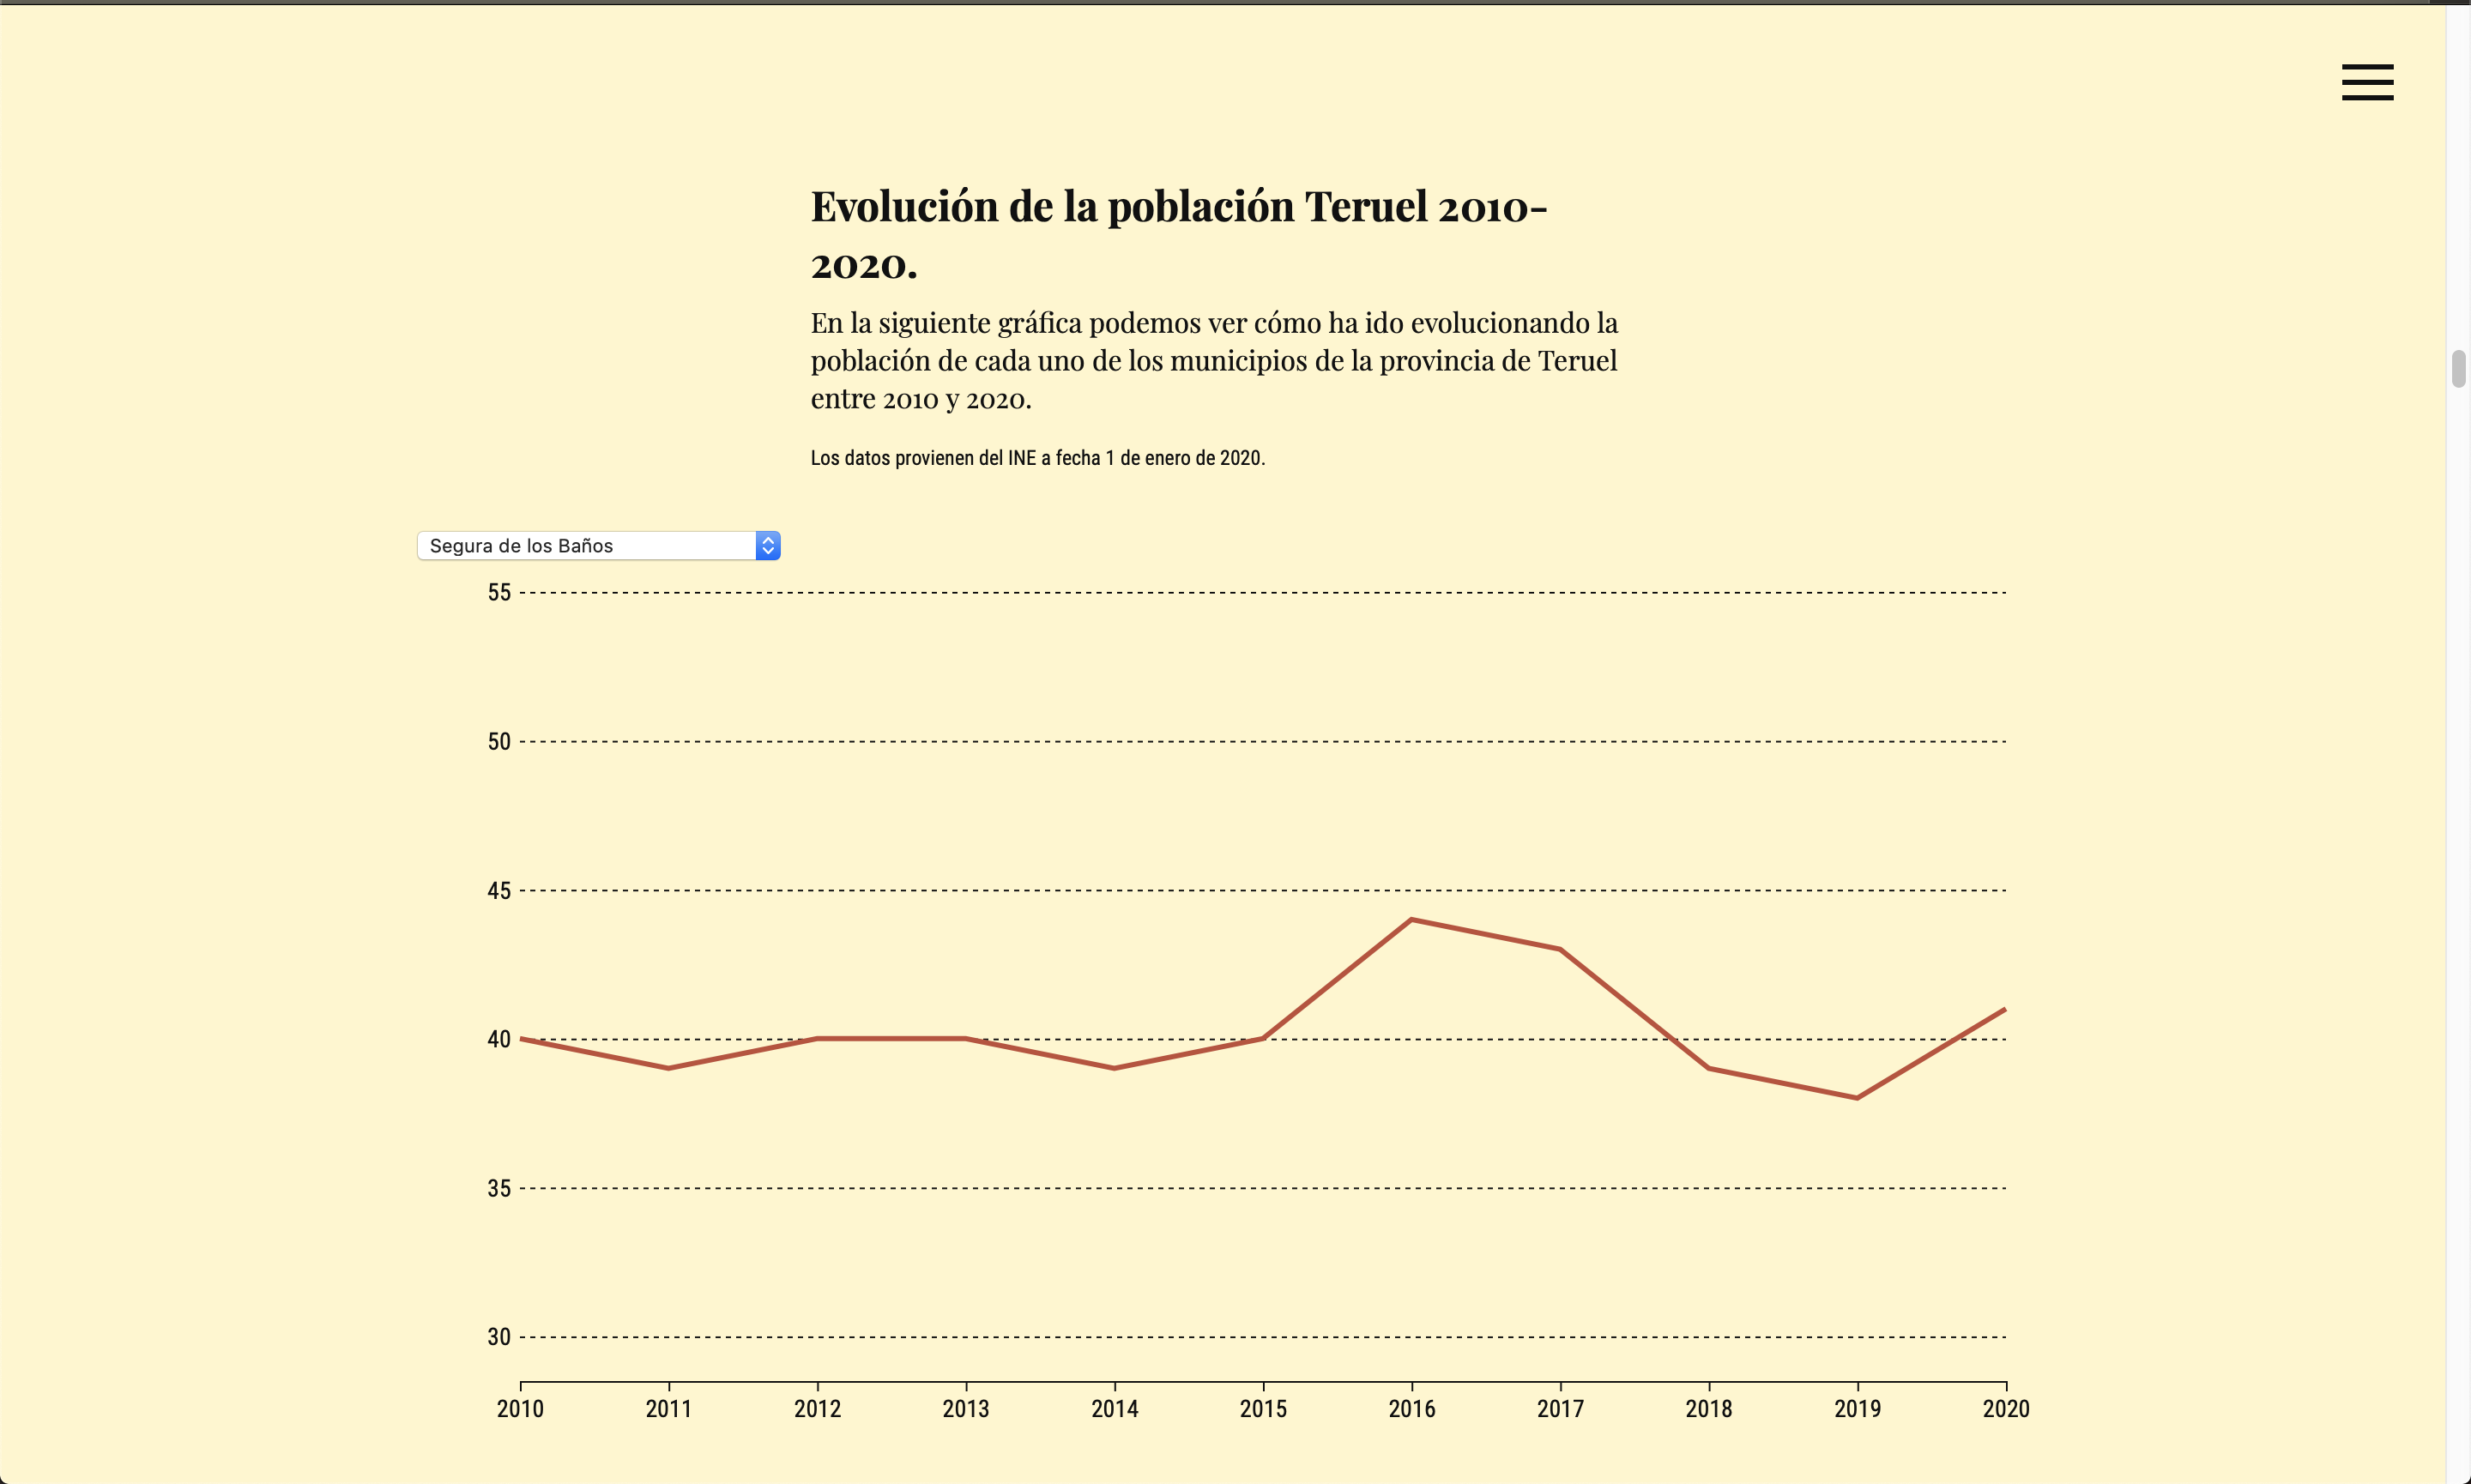 Evolución de la población Teruel 2010-
2020.
En la siguiente gráfica podemos ver cómo ha ido evolucionando la
población de cada uno de los municipios de la provincia de Teruel
entre 2010 y 2020.
Los datos provienen del INE a fecha 1 de enero de 2020.
Segura de los Baños
55
50
45
40
35
30
2010 2011 2012 2013 2014 2015 2016 2017 2018 2019 2020